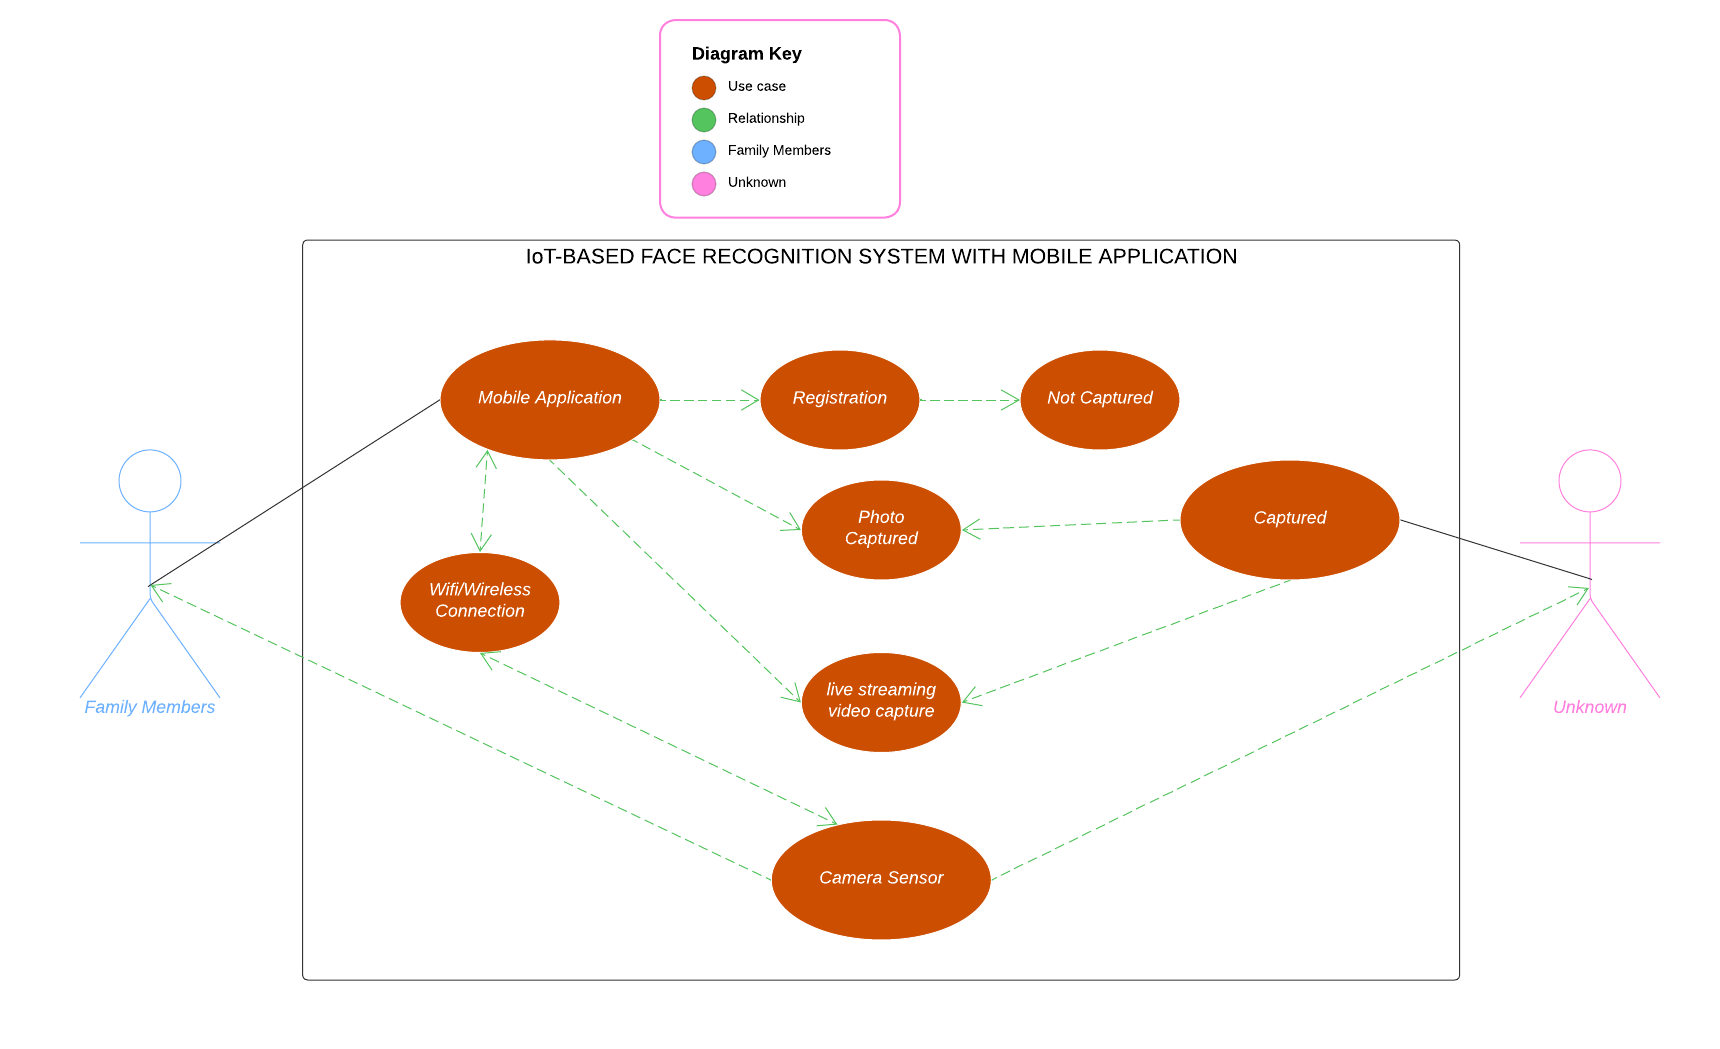 Diagram Key
Use case
Relationship
Family Members
Unknown
IoT-BASED FACE RECOGNITION SYSTEM WITH MOBILE APPLICATION
Mobile Application
Registration
Not Captured
Photo
Captured
Captured
Wifi/Wireless
Connection
live streaming
video capture
Family Members
Unknown
Camera Sensor